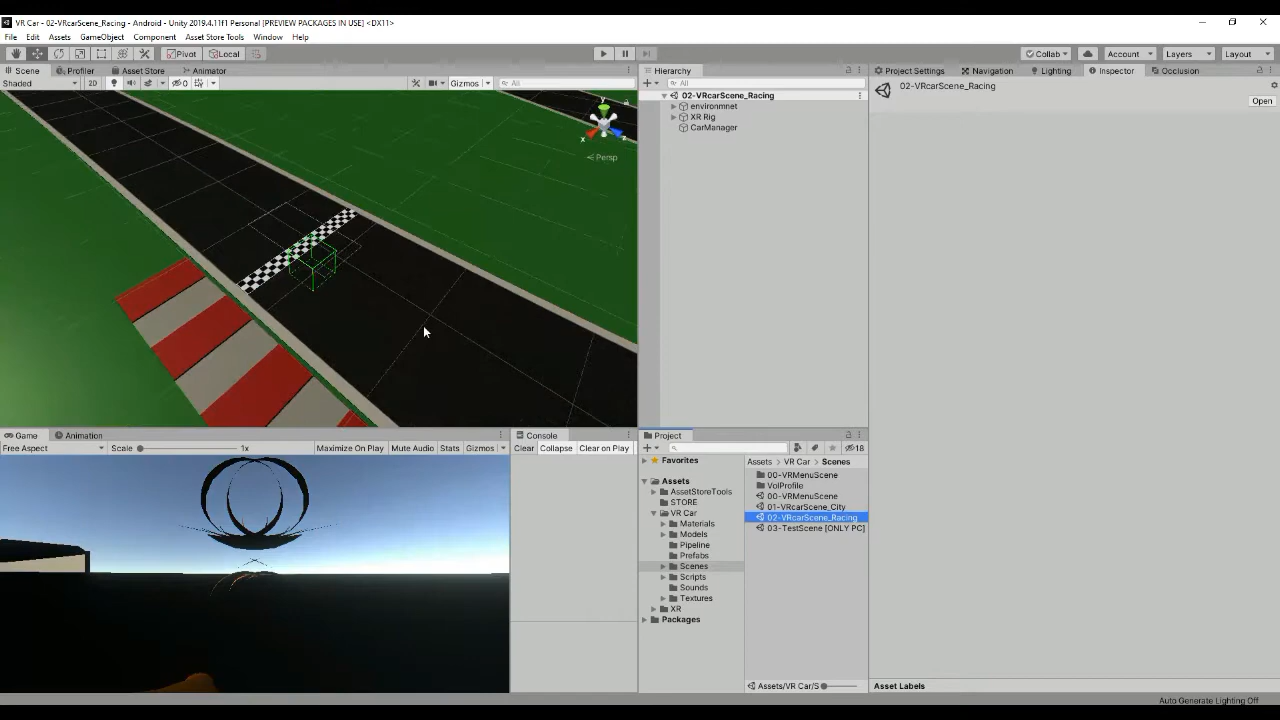 VR Car - 02-VRcarScene_Racing - Android - Unity 2019.4.11f1 Personal [PREVIEW PACKAGES IN USE] <DX11>
File Edit Assets GameObject Component Asset Store Tools Window Help
Pivot Local Collab Account Layers Layout
Scene Profiler Asset Store Animator
Shaded 2D 0 Gizmos All
y
x z
Persp
Hierarchy
All
02-VRcarScene_Racing
environmnet
XR Rig
CarManager
Project Settings Navigation Lighting Inspector Occlusion
02-VRcarScene_Racing
Open
Game Animation
Free Aspect Scale 1x Maximize On Play Mute Audio Stats Gizmos
Console
Clear Collapse Clear on Play
Project
18
Favorites
Assets
AssetStoreTools
STORE
VR Car
Materials
Models
Pipeline
Prefabs
Scenes
Scripts
Sounds
Textures
XR
Packages
Assets VR Car Scenes
00-VRMenuScene
VolProfile
00-VRMenuScene
01-VRcarScene_City
02-VRcarScene_Racing
03-TestScene [ONLY PC]
Assets/VR Car/S
Asset Labels
Auto Generate Lighting Off